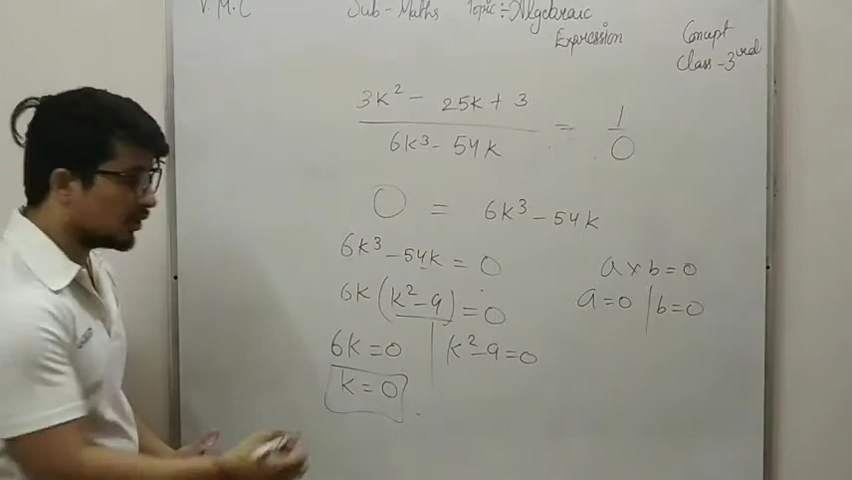 V.M.C Sub - Maths Topic :- Algebraic Expression
Concept
Class - 3rd
3k² - 25k + 3 / 6k³ - 54k = 1/0
0 = 6k³ - 54k
6k³ - 54k = 0
6k (k² - 9) = 0
6k = 0 | k² - 9 = 0
k = 0
a x b = 0
a = 0 | b = 0